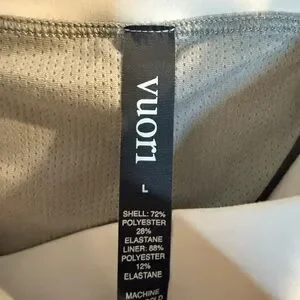 vuori
L
SHELL: 72%
POLYESTER
28%
ELASTANE
LINER: 88%
POLYESTER
12%
ELASTANE
MACHINE